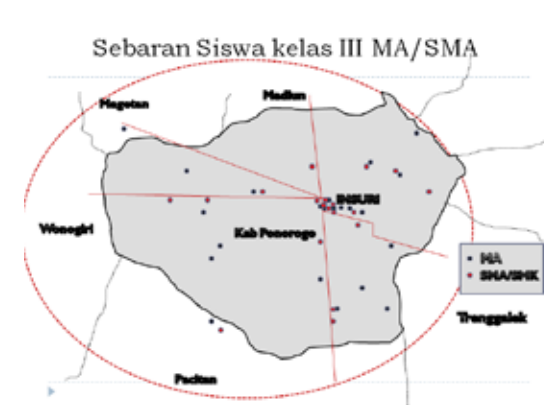 Sebaran Siswa kelas III MA/SMA
Magetan
Madiun
INSURI
Wonogiri
Kab Ponorogo
MA
SMA/SMK
Trenggalek
Pacitan